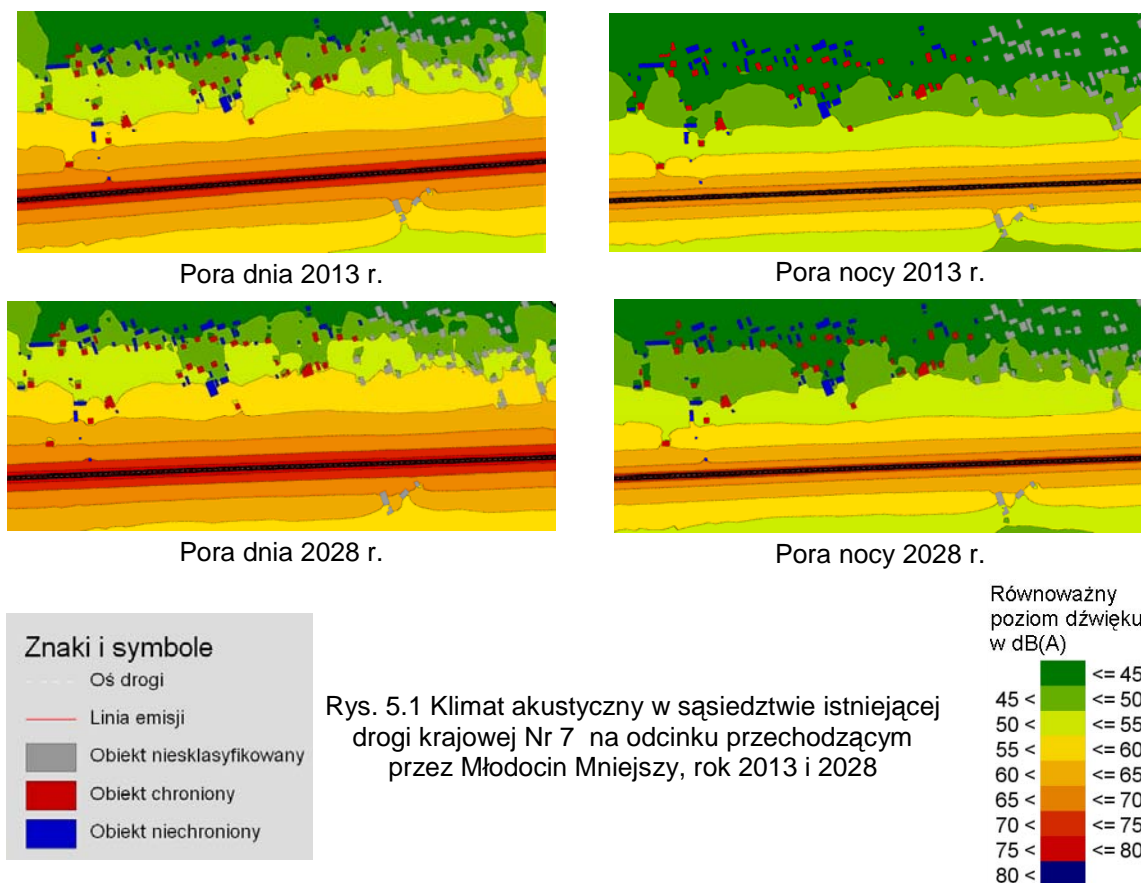 Pora dnia 2013 r.
Pora nocy 2013 r.
Pora dnia 2028 r.
Pora nocy 2028 r.
Znaki i symbole
Oś drogi
Linia emisji
Obiekt niesklasyfikowany
Obiekt chroniony
Obiekt niechroniony
Rys. 5.1 Klimat akustyczny w sąsiedztwie istniejącej
drogi krajowej Nr 7 na odcinku przechodzącym
przez Młodocin Mniejszy, rok 2013 i 2028
Równoważny
poziom dźwięku
w dB(A)
<= 45
45 < <= 50
50 < <= 55
55 < <= 60
60 < <= 65
65 < <= 70
70 < <= 75
75 < <= 80
80 <